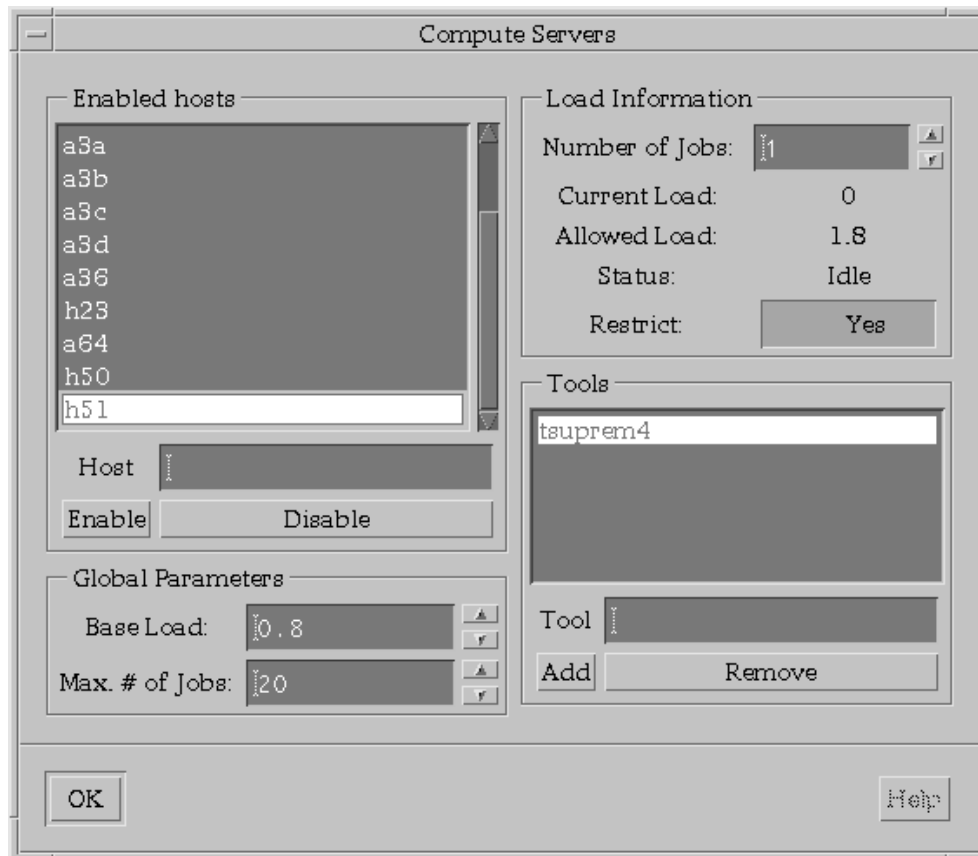 Compute Servers
Enabled hosts
a3a
a3b
a3c
a3d
a36
h23
a64
h50
h51
Host
Enable Disable
Global Parameters
Base Load: 0.8
Max. # of Jobs: 20
Load Information
Number of Jobs: 1
Current Load: 0
Allowed Load: 1.8
Status: Idle
Restrict: Yes
Tools
tsuprem4
Tool
Add Remove
OK Help